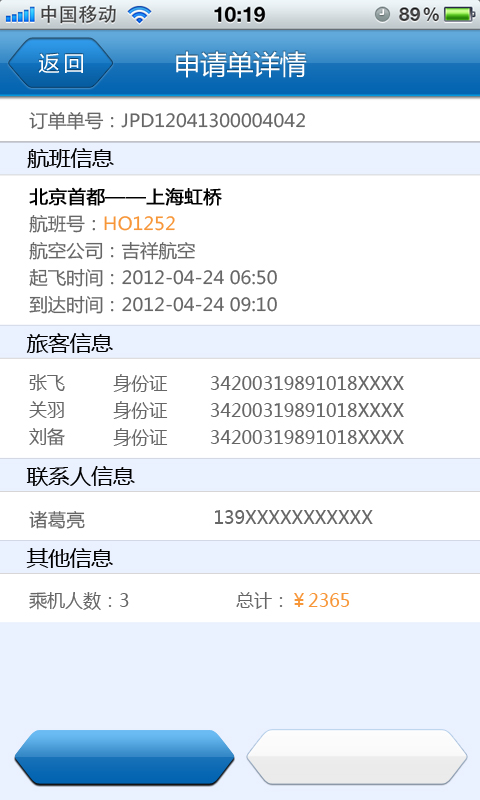 中国移动 10:19 89%
返回 申请单详情
订单单号：JPD12041300004042
航班信息
北京首都——上海虹桥
航班号：HO1252
航空公司：吉祥航空
起飞时间：2012-04-24 06:50
到达时间：2012-04-24 09:10
旅客信息
张飞 身份证 34200319891018XXXX
关羽 身份证 34200319891018XXXX
刘备 身份证 34200319891018XXXX
联系人信息
诸葛亮 139XXXXXXXXXXX
其他信息
乘机人数：3 总计：￥2365